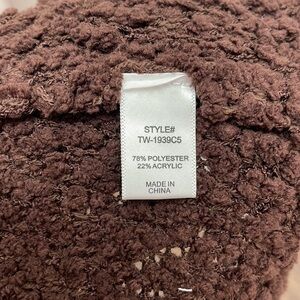 STYLE#
TW-1939C5
78% POLYESTER
22% ACRYLIC
MADE IN
CHINA